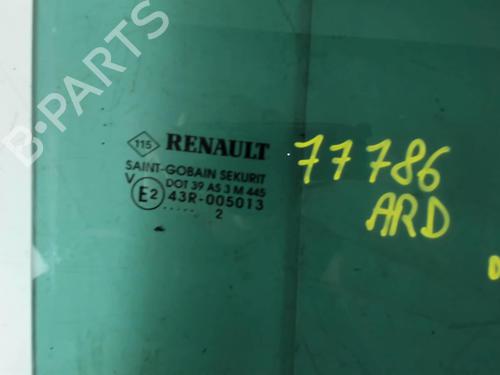 B-PARTS
115 RENAULT
SAINT-GOBAIN SEKURIT
V DOT 39 AS 3 M 445
E2 43R-005013
..... 2
77786
ARD